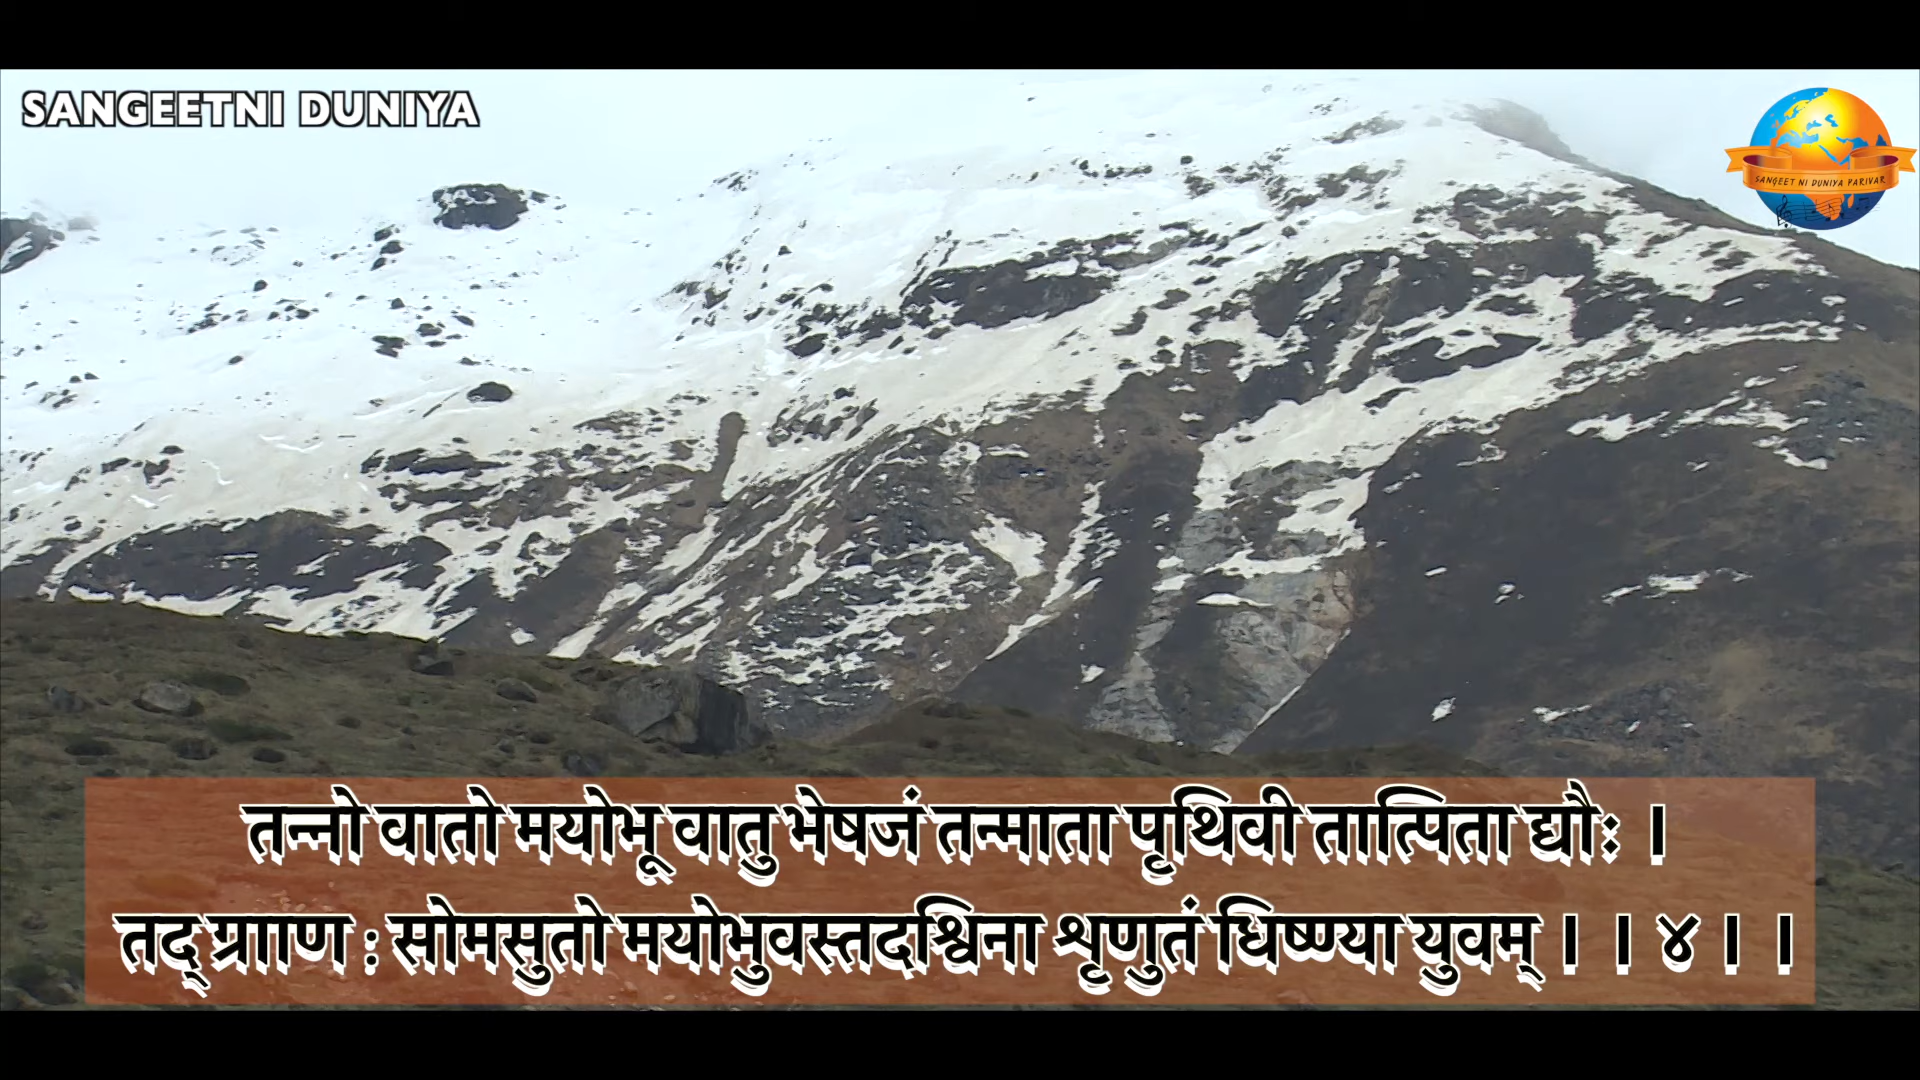 SANGEETNI DUNIYA
SANGEET NI DUNIYA PARIVAR
तन्नो वातो मयोभू वातु भेषजं तन्माता पृथिवी तात्पिता द्यौः ।
तद् ग्रााण : सोमसुतो मयोभुवस्तदश्विना श्रृणुतं धिष्ण्या युवम् । । ४ । ।